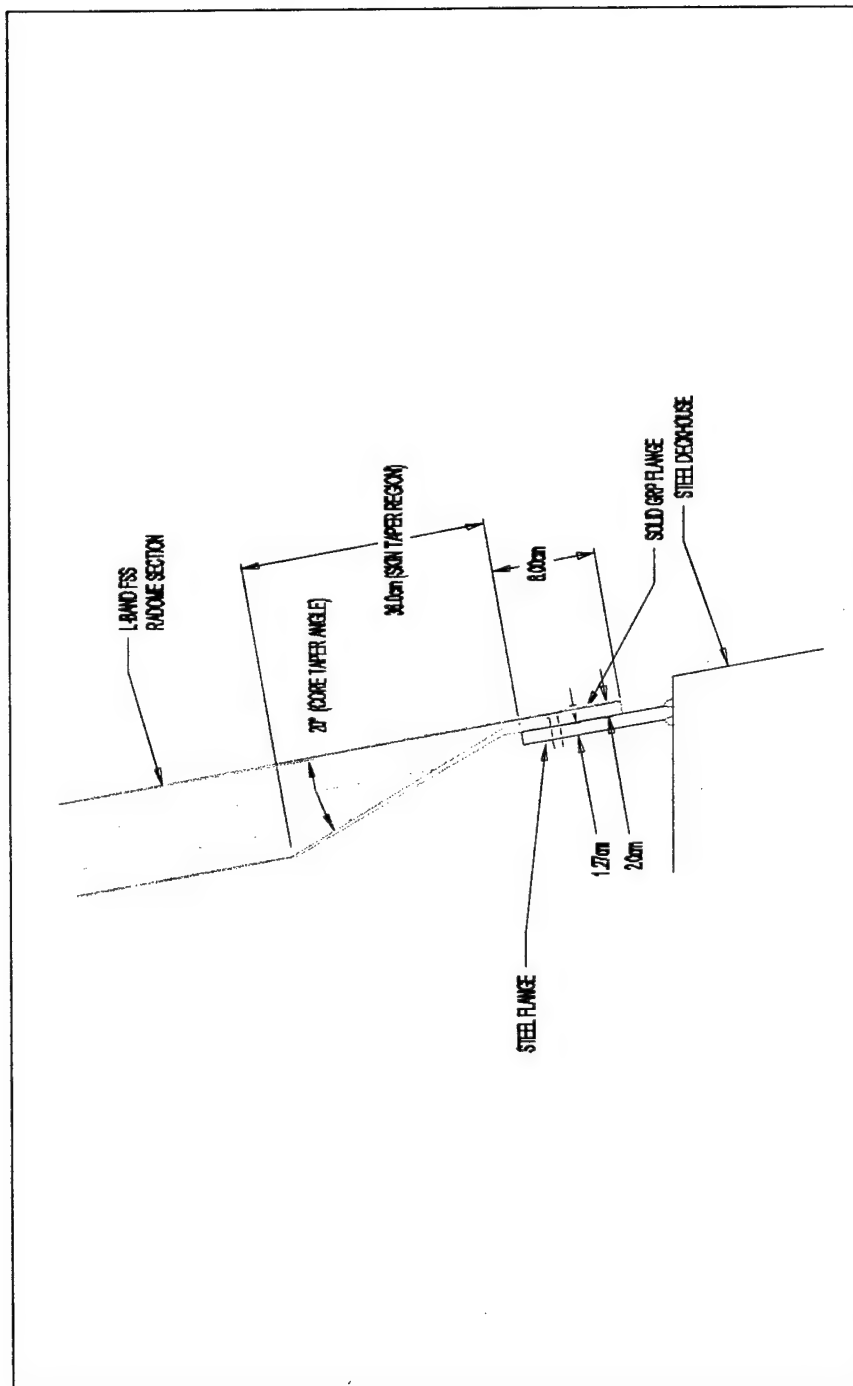 L-BAND FSS
RADOME SECTION
20° (CORE TAPER ANGLE)
36.0cm (SKIN TAPER REGION)
8.00cm
SOLID GRP FLANGE
STEEL DECKHOUSE
STEEL FLANGE
1.27cm
2.0cm